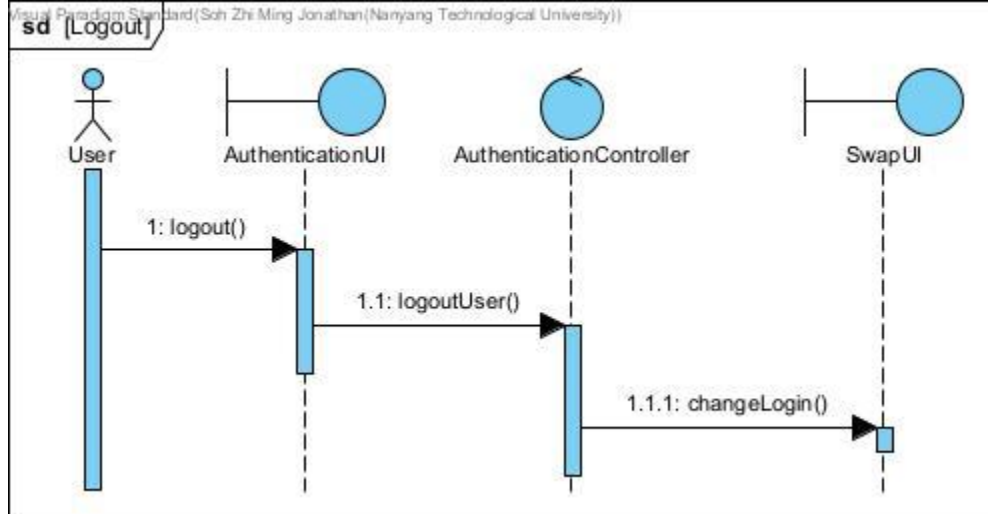 Visual Paradigm Standard(Soh Zhi Ming Jonathan(Nanyang Technological University))
sd [Logout]
User
AuthenticationUI
AuthenticationController
SwapUI
1: logout()
1.1: logoutUser()
1.1.1: changeLogin()